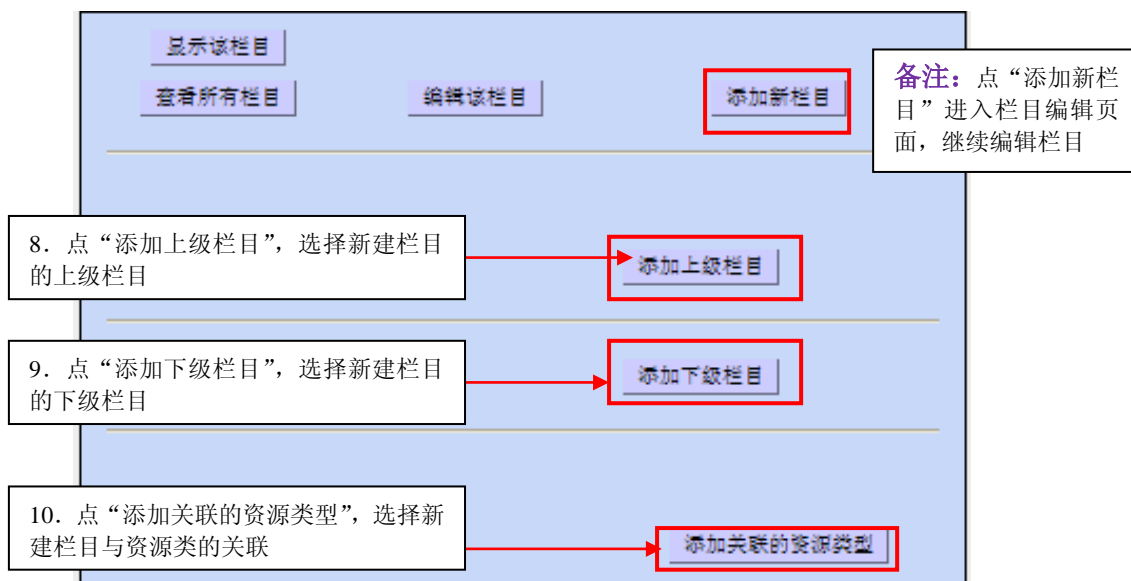 显示该栏目
查看所有栏目 编辑该栏目 添加新栏目
备注：点“添加新栏
目”进入栏目编辑页
面，继续编辑栏目
8．点“添加上级栏目”，选择新建栏目
的上级栏目
添加上级栏目
9．点“添加下级栏目”，选择新建栏目
的下级栏目
添加下级栏目
10．点“添加关联的资源类型”，选择新
建栏目与资源类的关联
添加关联的资源类型